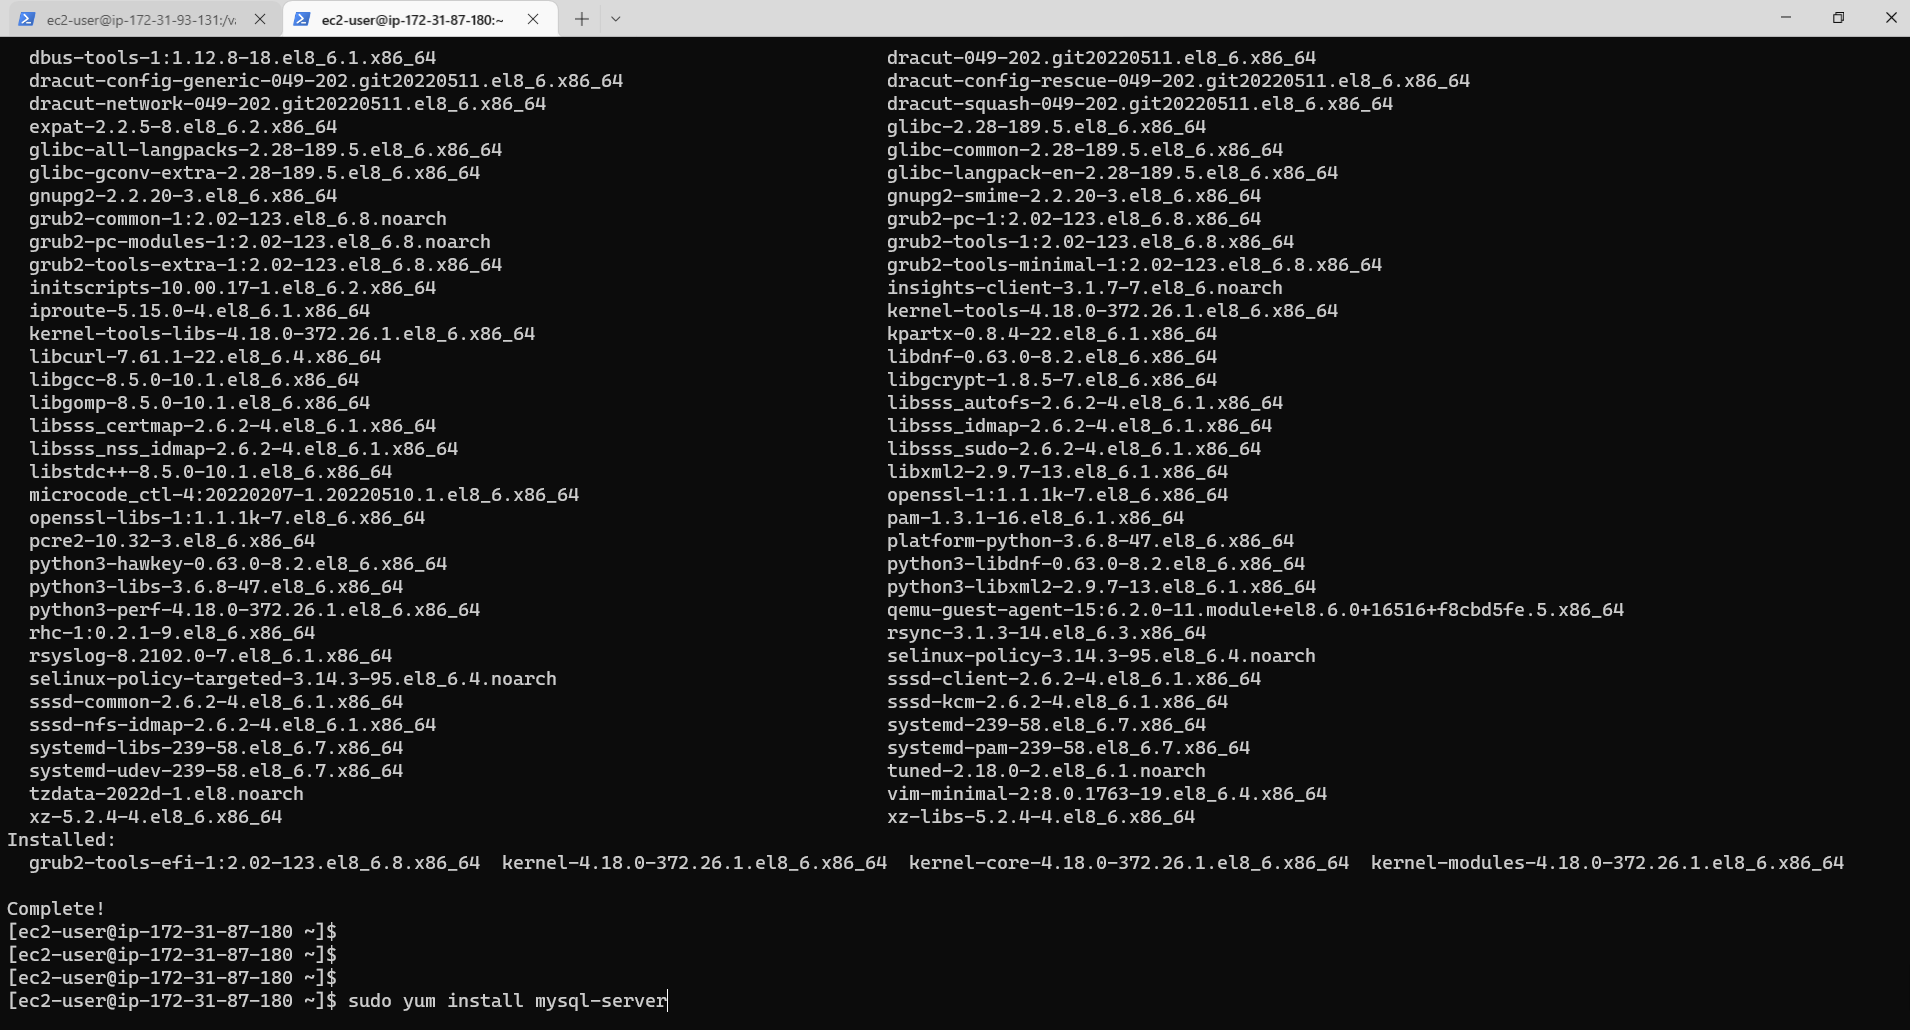 ec2-user@ip-172-31-93-131:/va ec2-user@ip-172-31-87-180:~
dbus-tools-1:1.12.8-18.el8_6.1.x86_64 dracut-049-202.git20220511.el8_6.x86_64
dracut-config-generic-049-202.git20220511.el8_6.x86_64 dracut-config-rescue-049-202.git20220511.el8_6.x86_64
dracut-network-049-202.git20220511.el8_6.x86_64 dracut-squash-049-202.git20220511.el8_6.x86_64
expat-2.2.5-8.el8_6.2.x86_64 glibc-2.28-189.5.el8_6.x86_64
glibc-all-langpacks-2.28-189.5.el8_6.x86_64 glibc-common-2.28-189.5.el8_6.x86_64
glibc-gconv-extra-2.28-189.5.el8_6.x86_64 glibc-langpack-en-2.28-189.5.el8_6.x86_64
gnupg2-2.2.20-3.el8_6.x86_64 gnupg2-smime-2.2.20-3.el8_6.x86_64
grub2-common-1:2.02-123.el8_6.8.noarch grub2-pc-1:2.02-123.el8_6.8.x86_64
grub2-pc-modules-1:2.02-123.el8_6.8.noarch grub2-tools-1:2.02-123.el8_6.8.x86_64
grub2-tools-extra-1:2.02-123.el8_6.8.x86_64 grub2-tools-minimal-1:2.02-123.el8_6.8.x86_64
initscripts-10.00.17-1.el8_6.2.x86_64 insights-client-3.1.7-7.el8_6.noarch
iproute-5.15.0-4.el8_6.1.x86_64 kernel-tools-4.18.0-372.26.1.el8_6.x86_64
kernel-tools-libs-4.18.0-372.26.1.el8_6.x86_64 kpartx-0.8.4-22.el8_6.1.x86_64
libcurl-7.61.1-22.el8_6.4.x86_64 libdnf-0.63.0-8.2.el8_6.x86_64
libgcc-8.5.0-10.1.el8_6.x86_64 libgcrypt-1.8.5-7.el8_6.x86_64
libgomp-8.5.0-10.1.el8_6.x86_64 libsss_autofs-2.6.2-4.el8_6.1.x86_64
libsss_certmap-2.6.2-4.el8_6.1.x86_64 libsss_idmap-2.6.2-4.el8_6.1.x86_64
libsss_nss_idmap-2.6.2-4.el8_6.1.x86_64 libsss_sudo-2.6.2-4.el8_6.1.x86_64
libstdc++-8.5.0-10.1.el8_6.x86_64 libxml2-2.9.7-13.el8_6.1.x86_64
microcode_ctl-4:20220207-1.20220510.1.el8_6.x86_64 openssl-1:1.1.1k-7.el8_6.x86_64
openssl-libs-1:1.1.1k-7.el8_6.x86_64 pam-1.3.1-16.el8_6.1.x86_64
pcre2-10.32-3.el8_6.x86_64 platform-python-3.6.8-47.el8_6.x86_64
python3-hawkey-0.63.0-8.2.el8_6.x86_64 python3-libdnf-0.63.0-8.2.el8_6.x86_64
python3-libs-3.6.8-47.el8_6.x86_64 python3-libxml2-2.9.7-13.el8_6.1.x86_64
python3-perf-4.18.0-372.26.1.el8_6.x86_64 qemu-guest-agent-15:6.2.0-11.module+el8.6.0+16516+f8cbd5fe.5.x86_64
rhc-1:0.2.1-9.el8_6.x86_64 rsync-3.1.3-14.el8_6.3.x86_64
rsyslog-8.2102.0-7.el8_6.1.x86_64 selinux-policy-3.14.3-95.el8_6.4.noarch
selinux-policy-targeted-3.14.3-95.el8_6.4.noarch sssd-client-2.6.2-4.el8_6.1.x86_64
sssd-common-2.6.2-4.el8_6.1.x86_64 sssd-kcm-2.6.2-4.el8_6.1.x86_64
sssd-nfs-idmap-2.6.2-4.el8_6.1.x86_64 systemd-239-58.el8_6.7.x86_64
systemd-libs-239-58.el8_6.7.x86_64 systemd-pam-239-58.el8_6.7.x86_64
systemd-udev-239-58.el8_6.7.x86_64 tuned-2.18.0-2.el8_6.1.noarch
tzdata-2022d-1.el8.noarch vim-minimal-2:8.0.1763-19.el8_6.4.x86_64
xz-5.2.4-4.el8_6.x86_64 xz-libs-5.2.4-4.el8_6.x86_64
Installed:
grub2-tools-efi-1:2.02-123.el8_6.8.x86_64 kernel-4.18.0-372.26.1.el8_6.x86_64 kernel-core-4.18.0-372.26.1.el8_6.x86_64 kernel-modules-4.18.0-372.26.1.el8_6.x86_64
Complete!
[ec2-user@ip-172-31-87-180 ~]$
[ec2-user@ip-172-31-87-180 ~]$
[ec2-user@ip-172-31-87-180 ~]$
[ec2-user@ip-172-31-87-180 ~]$ sudo yum install mysql-server